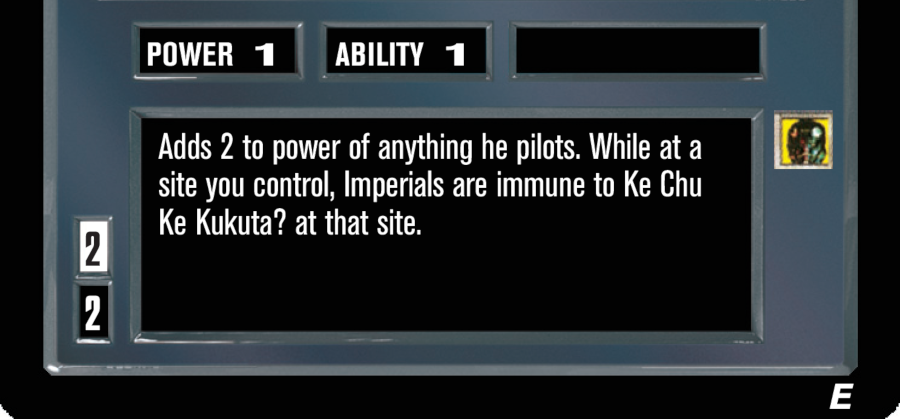 POWER 1 ABILITY 1
Adds 2 to power of anything he pilots. While at a
site you control, Imperials are immune to Ke Chu
Ke Kukuta? at that site.
2
2
E